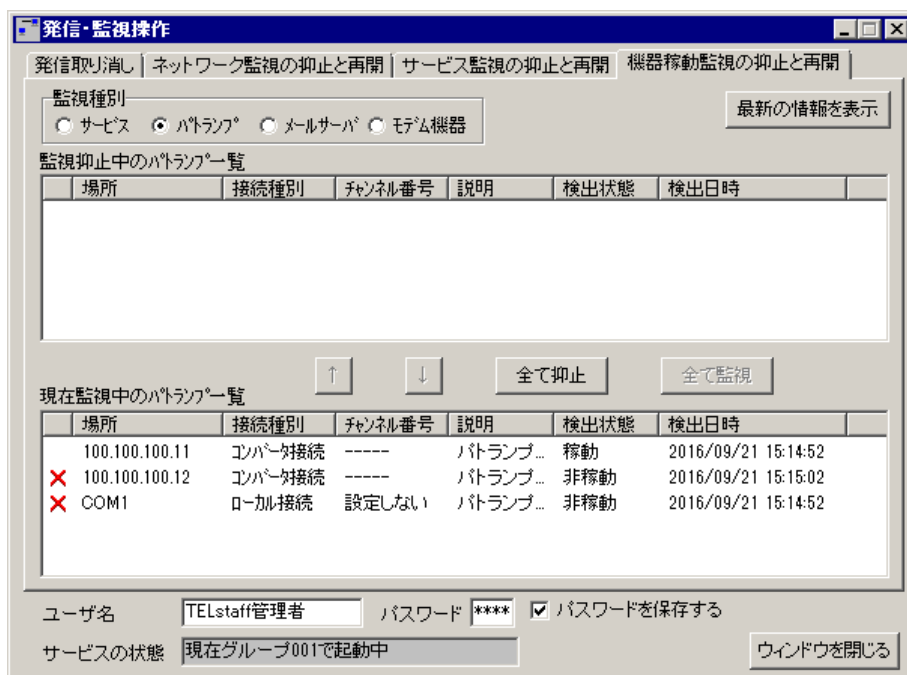 発信・監視操作
発信取り消し ネットワーク監視の抑止と再開 サービス監視の抑止と再開 機器稼動監視の抑止と再開
監視種別
サービス パトランプ メールサーバ モデム機器 最新の情報を表示
監視抑止中のパトランプ一覧
場所 接続種別 チャンネル番号 説明 検出状態 検出日時
↑ ↓ 全て抑止 全て監視
現在監視中のパトランプ一覧
場所 接続種別 チャンネル番号 説明 検出状態 検出日時
100.100.100.11 コンバータ接続 ----- パトランプ... 稼動 2016/09/21 15:14:52
100.100.100.12 コンバータ接続 ----- パトランプ... 非稼動 2016/09/21 15:15:02
COM1 ローカル接続 設定しない パトランプ... 非稼動 2016/09/21 15:14:52
ユーザ名 TELstaff管理者 パスワード **** パスワードを保存する
サービスの状態 現在グループ001で起動中 ウィンドウを閉じる